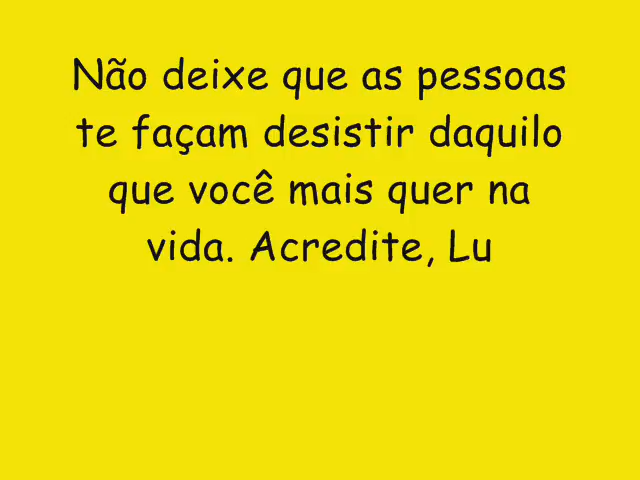 Não deixe que as pessoas
te façam desistir daquilo
que você mais quer na
vida. Acredite, Lu